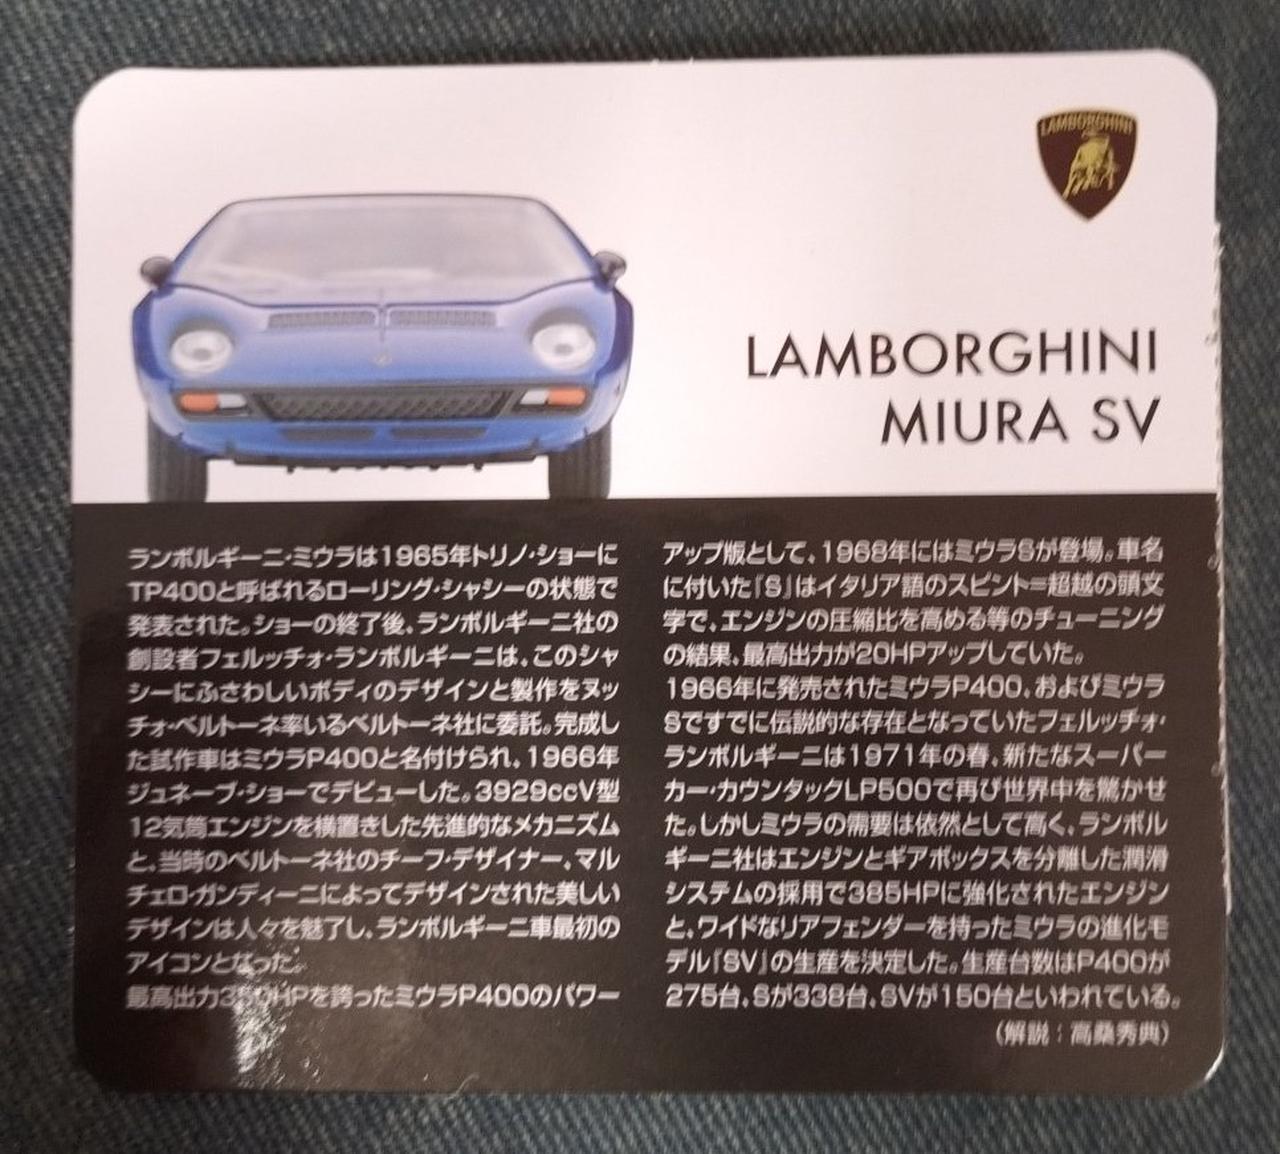 LAMBORGHINI
LAMBORGHINI
MIURA SV
ランボルギーニ・ミウラは1965年トリノ・ショーに
TP400と呼ばれるローリング・シャシーの状態で
発表された。ショーの終了後、ランボルギーニ社の
創設者フェルッチォ・ランボルギーニは、このシャ
シーにふさわしいボディのデザインと製作をヌッ
チォ・ベルトーネ率いるベルトーネ社に委託。完成し
た試作車はミウラP400と名付けられ、1966年
ジュネーブ・ショーでデビューした。3929ccV型
12気筒エンジンを横置きした先進的なメカニズム
と、当時のベルトーネ社のチーフ・デザイナー、マル
チェロ・ガンディーニによってデザインされた美しい
デザインは人々を魅了し、ランボルギーニ車最初の
アイコンとなった。
最高出力350HPを誇ったミウラP400のパワー
アップ版として、1968年にはミウラSが登場。車名
に付いた『S』はイタリア語のスピント=超越の頭文
字で、エンジンの圧縮比を高める等のチューニング
の結果、最高出力が20HPアップしていた。
1966年に発売されたミウラP400、およびミウラ
Sですでに伝説的な存在となっていたフェルッチォ・
ランボルギーニは1971年の春、新たなスーパー
カー・カウンタックLP500で再び世界中を驚かせ
た。しかしミウラの需要は依然として高く、ランボル
ギーニ社はエンジンとギアボックスを分離した潤滑
システムの採用で385HPに強化されたエンジン
と、ワイドなリアフェンダーを持ったミウラの進化モ
デル『SV』の生産を決定した。生産台数はP400が
275台、Sが338台、SVが150台といわれている。
（解説：高桑秀典）